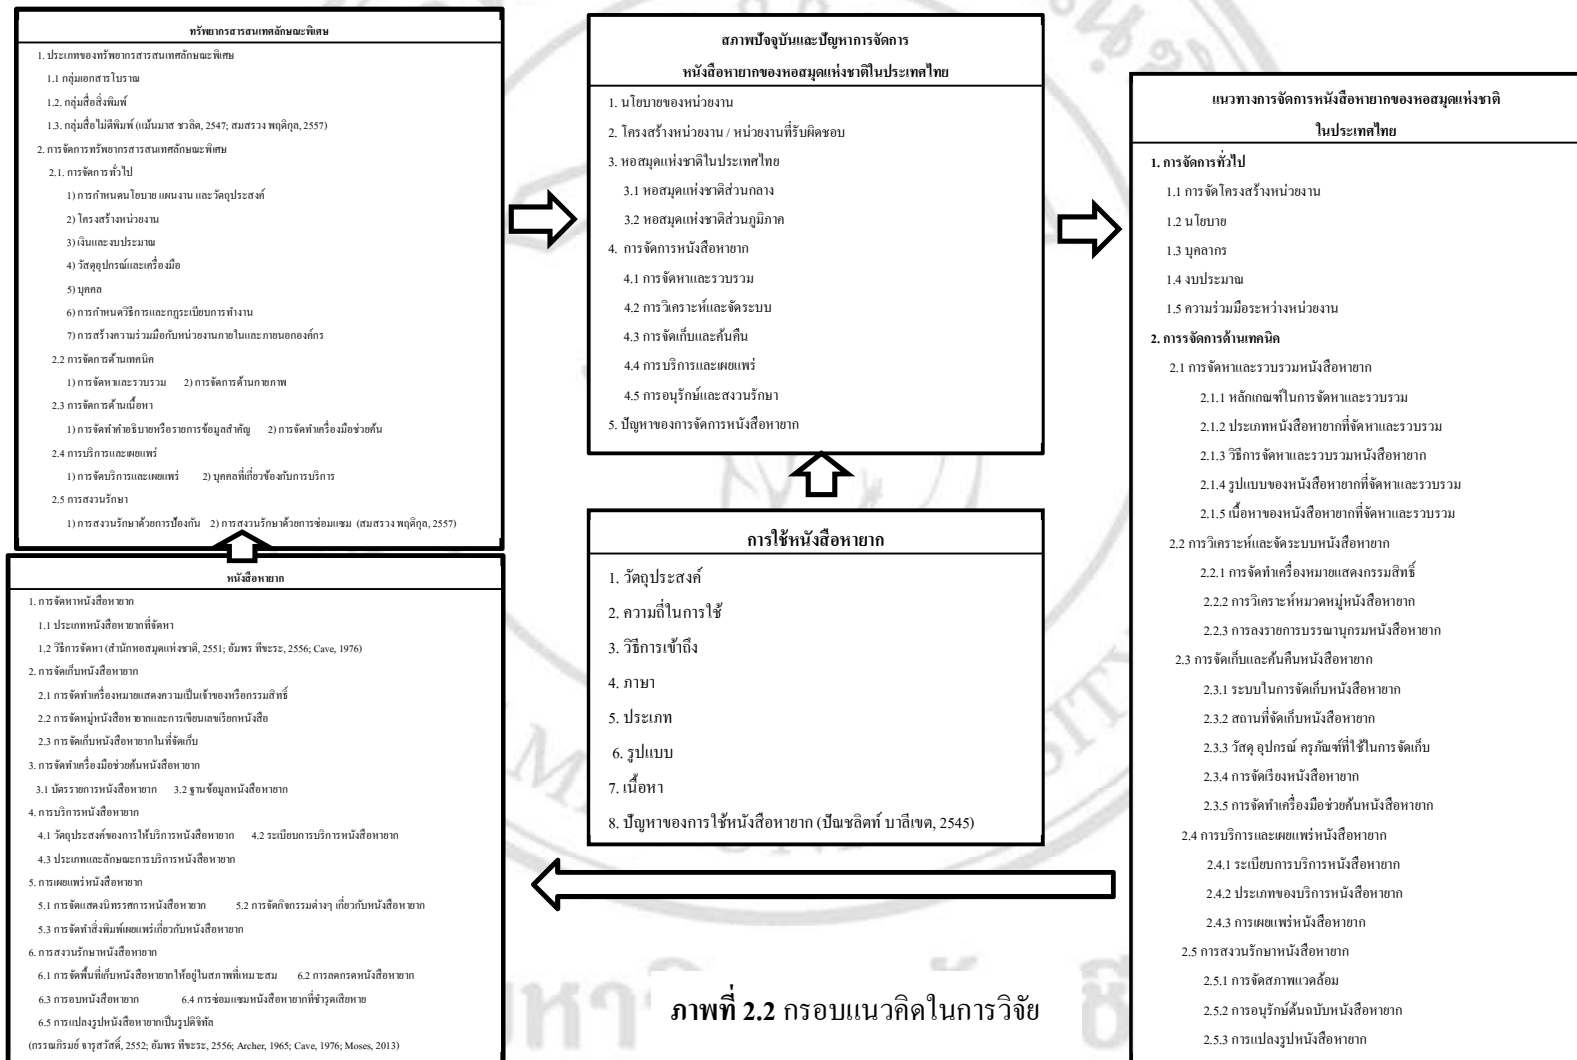 ทรัพยากรสารสนเทศลักษณะพิเศษ
1. ประเภทของทรัพยากรสารสนเทศลักษณะพิเศษ
1.1 กลุ่มเอกสารโบราณ
1.2. กลุ่มสื่อสิ่งพิมพ์
1.3. กลุ่มสื่อไม่ตีพิมพ์ (แม้นมาส ชวลิต, 2547; สมสรวง พฤติกุล, 2557)
2. การจัดการทรัพยากรสารสนเทศลักษณะพิเศษ
2.1. การจัดการทั่วไป
1) การกำหนดนโยบาย แผนงาน และวัตถุประสงค์
2) โครงสร้างหน่วยงาน
3) เงินและงบประมาณ
4) วัสดุอุปกรณ์และเครื่องมือ
5) บุคคล
6) การกำหนดวิธีการและกฎระเบียบการทำงาน
7) การสร้างความร่วมมือกับหน่วยงานภายในและภายนอกองค์กร
2.2 การจัดการด้านเทคนิค
1) การจัดหาและรวบรวม 2) การจัดการด้านกายภาพ
2.3 การจัดการด้านเนื้อหา
1) การจัดทำคำอธิบายหรือรายการข้อมูลสำคัญ 2) การจัดทำเครื่องมือช่วยค้น
2.4 การบริการและเผยแพร่
1) การจัดบริการและเผยแพร่ 2) บุคคลที่เกี่ยวข้องกับการบริการ
2.5 การสงวนรักษา
1) การสงวนรักษาด้วยการป้องกัน 2) การสงวนรักษาด้วยการซ่อมแซม (สมสรวง พฤติกุล, 2557)
หนังสือหายาก
1. การจัดหาหนังสือหายาก
1.1 ประเภทหนังสือหายากที่จัดหา
1.2 วิธีการจัดหา (สำนักหอสมุดแห่งชาติ, 2551; อัมพร ทีขะระ, 2556; Cave, 1976)
2. การจัดเก็บหนังสือหายาก
2.1 การจัดทำเครื่องหมายแสดงความเป็นเจ้าของหรือกรรมสิทธิ์
2.2 การจัดหมู่หนังสือหายากและการเขียนเลขเรียกหนังสือ
2.3 การจัดเก็บหนังสือหายากในที่จัดเก็บ
3. การจัดทำเครื่องมือช่วยค้นหนังสือหายาก
3.1 บัตรรายการหนังสือหายาก 3.2 ฐานข้อมูลหนังสือหายาก
4. การบริการหนังสือหายาก
4.1 วัตถุประสงค์ของการให้บริการหนังสือหายาก 4.2 ระเบียบการบริการหนังสือหายาก
4.3 ประเภทและลักษณะการบริการหนังสือหายาก
5. การเผยแพร่หนังสือหายาก
5.1 การจัดแสดงนิทรรศการหนังสือหายาก 5.2 การจัดกิจกรรมต่างๆ เกี่ยวกับหนังสือหายาก
5.3 การจัดทำสิ่งพิมพ์เผยแพร่เกี่ยวกับหนังสือหายาก
6. การสงวนรักษาหนังสือหายาก
6.1 การจัดพื้นที่เก็บหนังสือหายากให้อยู่ในสภาพที่เหมาะสม 6.2 การลดกรดหนังสือหายาก
6.3 การอบหนังสือหายาก 6.4 การซ่อมแซมหนังสือหายากที่ชำรุดเสียหาย
6.5 การแปลงรูปหนังสือหายากเป็นรูปดิจิทัล
(กรรณภิรมย์ จารุสวัสดิ์, 2552; อัมพร ทีขะระ, 2556; Archer, 1965; Cave, 1976; Moses, 2013)
สภาพปัจจุบันและปัญหาการจัดการ
หนังสือหายากของหอสมุดแห่งชาติในประเทศไทย
1. นโยบายของหน่วยงาน
2. โครงสร้างหน่วยงาน / หน่วยงานที่รับผิดชอบ
3. หอสมุดแห่งชาติในประเทศไทย
3.1 หอสมุดแห่งชาติส่วนกลาง
3.2 หอสมุดแห่งชาติส่วนภูมิภาค
4. การจัดการหนังสือหายาก
4.1 การจัดหาและรวบรวม
4.2 การวิเคราะห์และจัดระบบ
4.3 การจัดเก็บและค้นคืน
4.4 การบริการและเผยแพร่
4.5 การอนุรักษ์และสงวนรักษา
5. ปัญหาของการจัดการหนังสือหายาก
การใช้หนังสือหายาก
1. วัตถุประสงค์
2. ความถี่ในการใช้
3. วิธีการเข้าถึง
4. ภาษา
5. ประเภท
6. รูปแบบ
7. เนื้อหา
8. ปัญหาของการใช้หนังสือหายาก (ปัณชลิตท์ บาลีเขต, 2545)
แนวทางการจัดการหนังสือหายากของหอสมุดแห่งชาติ
ในประเทศไทย
1. การจัดการทั่วไป
1.1 การจัดโครงสร้างหน่วยงาน
1.2 นโยบาย
1.3 บุคลากร
1.4 งบประมาณ
1.5 ความร่วมมือระหว่างหน่วยงาน
2. การรจัดการด้านเทคนิค
2.1 การจัดหาและรวบรวมหนังสือหายาก
2.1.1 หลักเกณฑ์ในการจัดหาและรวบรวม
2.1.2 ประเภทหนังสือหายากที่จัดหาและรวบรวม
2.1.3 วิธีการจัดหาและรวบรวมหนังสือหายาก
2.1.4 รูปแบบของหนังสือหายากที่จัดหาและรวบรวม
2.1.5 เนื้อหาของหนังสือหายากที่จัดหาและรวบรวม
2.2 การวิเคราะห์และจัดระบบหนังสือหายาก
2.2.1 การจัดทำเครื่องหมายแสดงกรรมสิทธิ์
2.2.2 การวิเคราะห์หมวดหมู่หนังสือหายาก
2.2.3 การลงรายการบรรณานุกรมหนังสือหายาก
2.3 การจัดเก็บและค้นคืนหนังสือหายาก
2.3.1 ระบบในการจัดเก็บหนังสือหายาก
2.3.2 สถานที่จัดเก็บหนังสือหายาก
2.3.3 วัสดุ อุปกรณ์ ครุภัณฑ์ที่ใช้ในการจัดเก็บ
2.3.4 การจัดเรียงหนังสือหายาก
2.3.5 การจัดทำเครื่องมือช่วยค้นหนังสือหายาก
2.4 การบริการและเผยแพร่หนังสือหายาก
2.4.1 ระเบียบการบริการหนังสือหายาก
2.4.2 ประเภทของบริการหนังสือหายาก
2.4.3 การเผยแพร่หนังสือหายาก
2.5 การสงวนรักษาหนังสือหายาก
2.5.1 การจัดสภาพแวดล้อม
2.5.2 การอนุรักษ์ต้นฉบับหนังสือหายาก
2.5.3 การแปลงรูปหนังสือหายาก
ภาพที่ 2.2 กรอบแนวคิดในการวิจัย